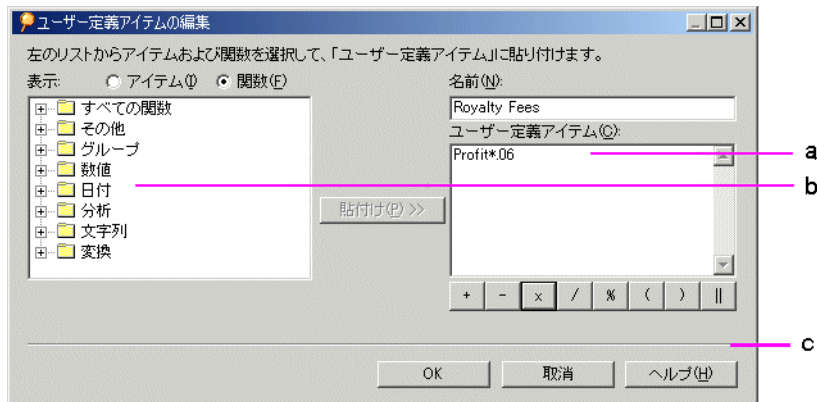 ユーザー定義アイテムの編集
左のリストからアイテムおよび関数を選択して、「ユーザー定義アイテム」に貼り付けます。
表示: アイテム(I) 関数(F)
すべての関数
その他
グループ
数値
日付
分析
文字列
変換
貼付け(P) >>
名前(N):
Royalty Fees
ユーザー定義アイテム(C):
Profit*.06
+ - x / % ( ) ||
OK 取消 ヘルプ(H)
a
b
c